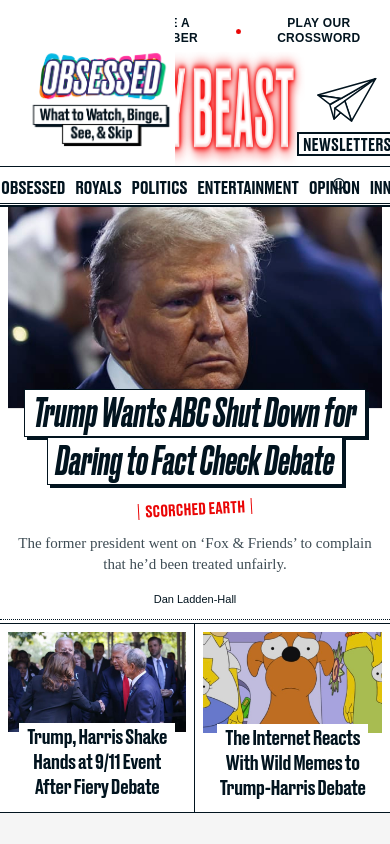 E A
BER
PLAY OUR
CROSSWORD
OBSESSED
What to Watch, Binge,
See, & Skip
Y BEAST
NEWSLETTERS
OBSESSED ROYALS POLITICS ENTERTAINMENT OPINION INN
Trump Wants ABC Shut Down for
Daring to Fact Check Debate
SCORCHED EARTH
The former president went on ‘Fox & Friends’ to complain
that he’d been treated unfairly.
Dan Ladden-Hall
Trump, Harris Shake
Hands at 9/11 Event
After Fiery Debate
The Internet Reacts
With Wild Memes to
Trump-Harris Debate